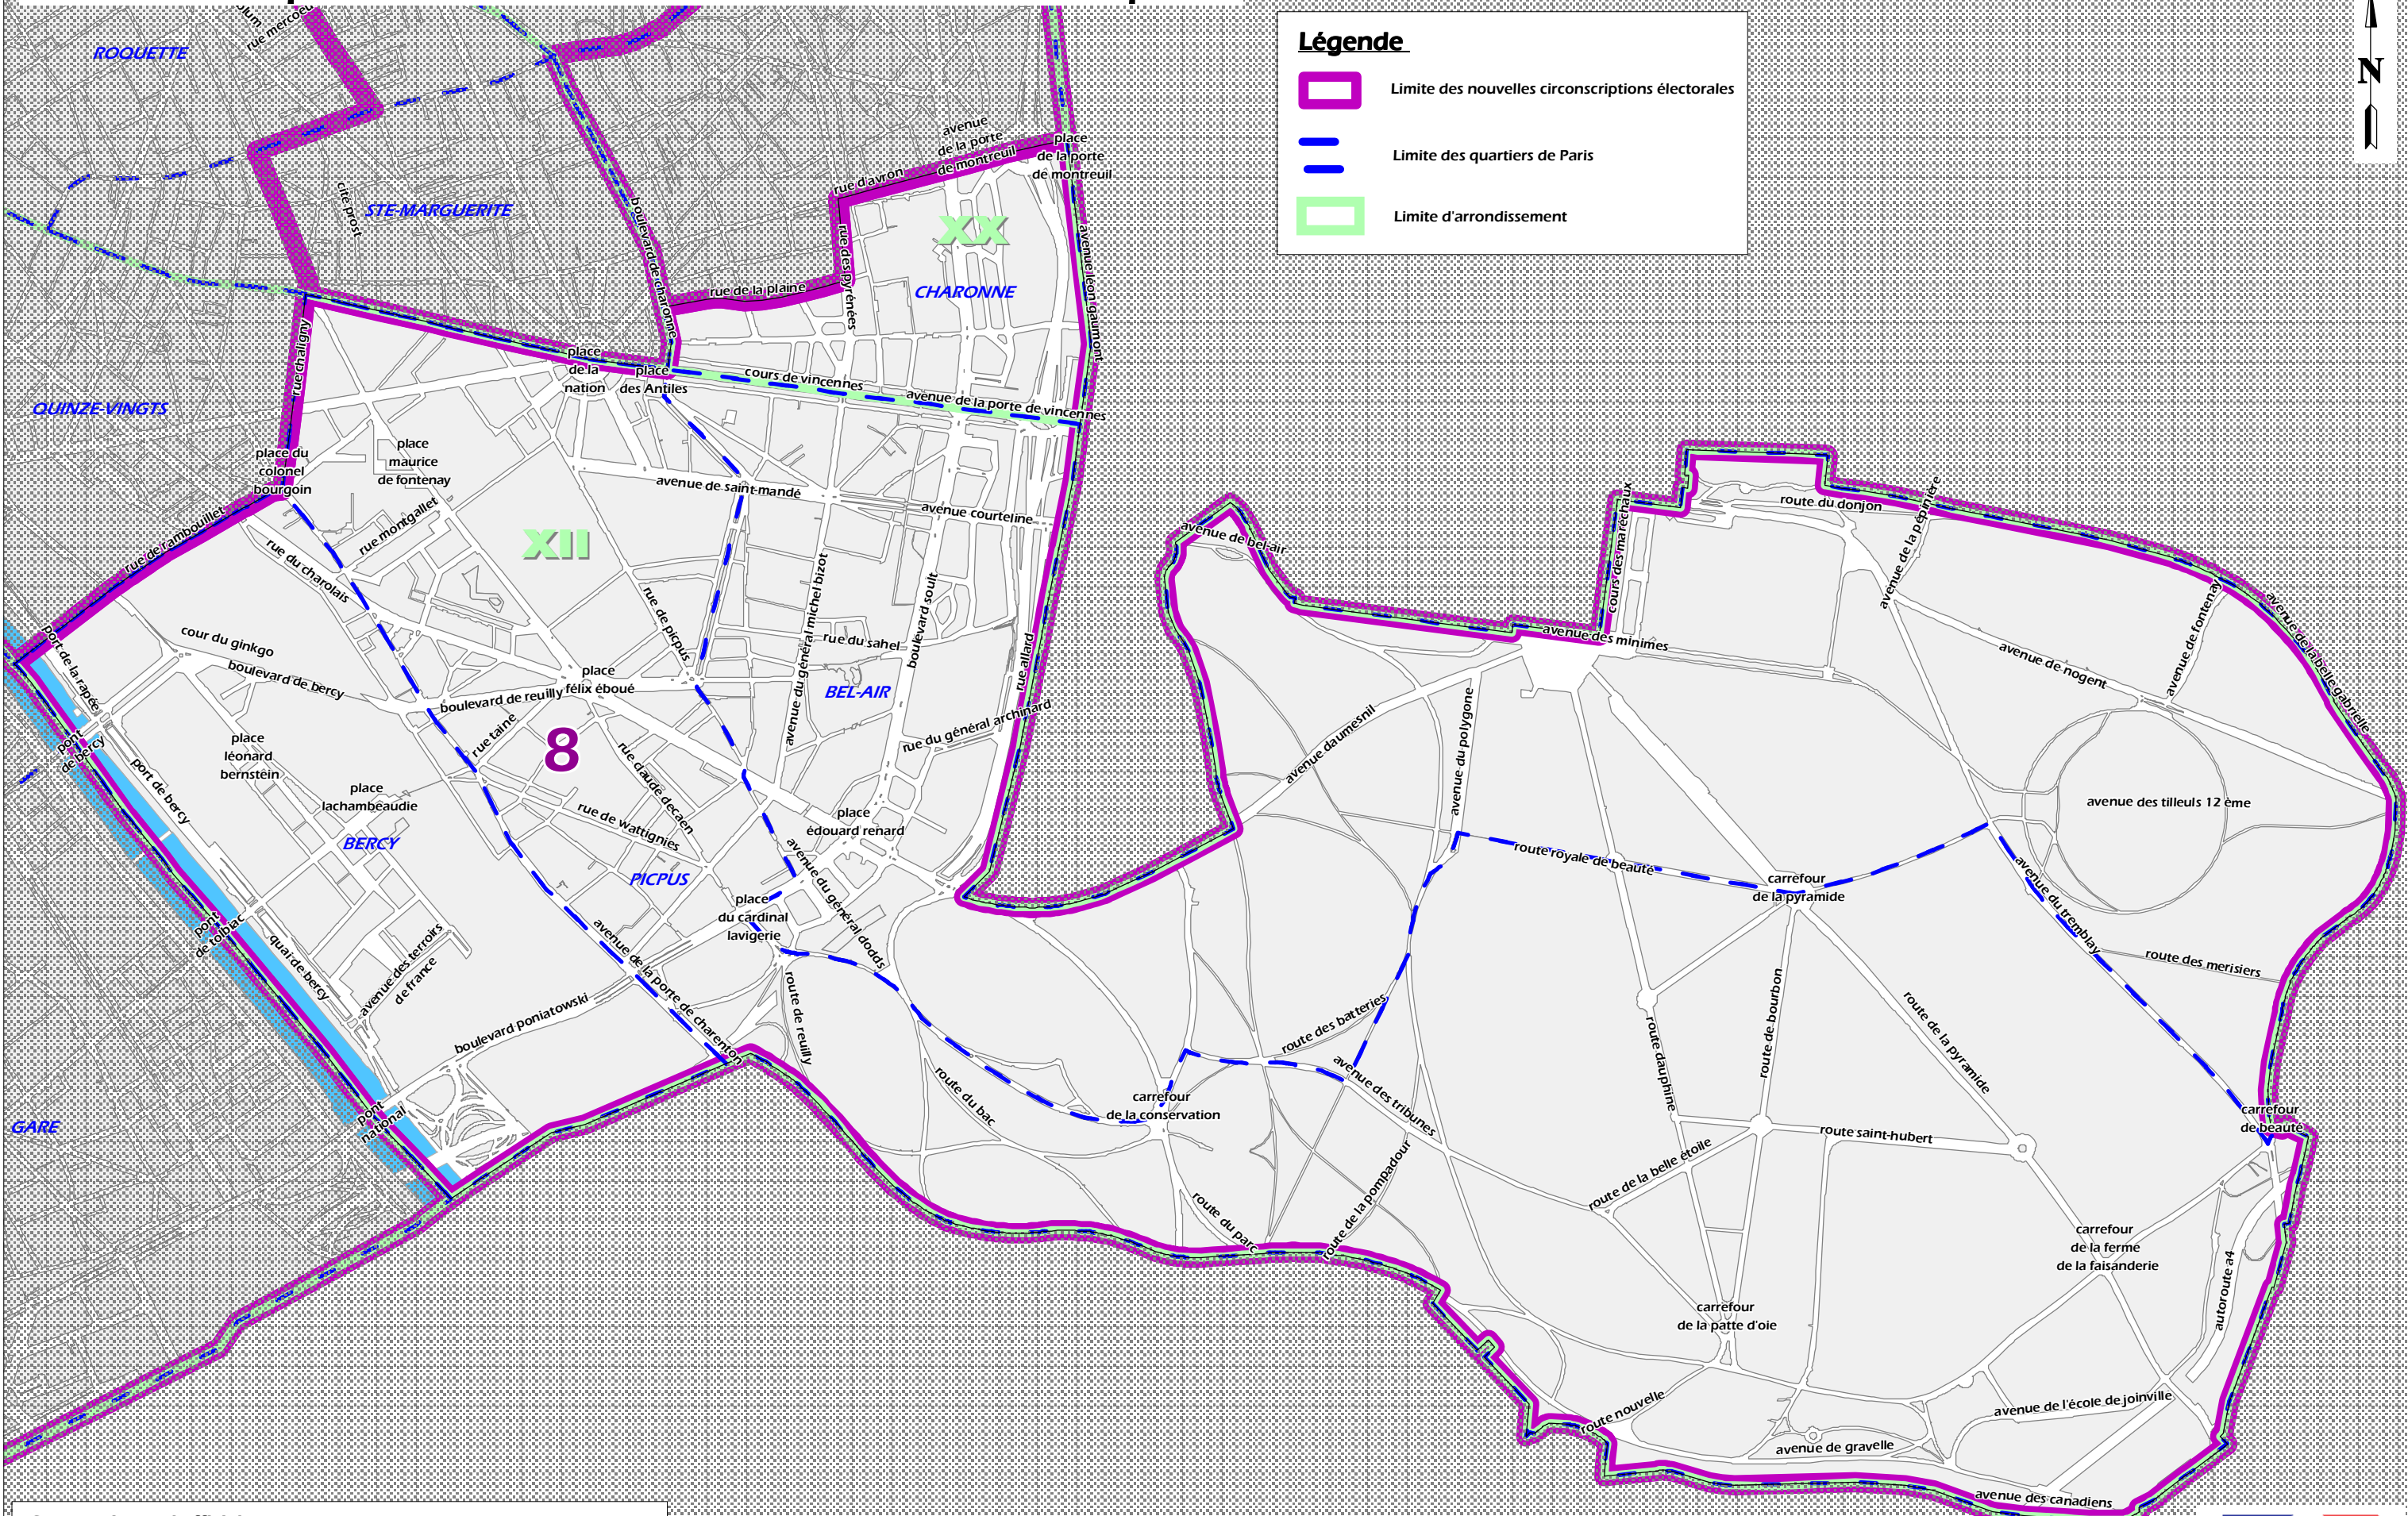 Légende
Limite des nouvelles circonscriptions électorales
Limite des quartiers de Paris
Limite d'arrondissement
N
ROQUETTE
cité prost
STE-MARGUERITE
boulevard de charonne
avenue
de la porte
de montreuil
place
de la porte
de montreuil
rue d'avron
XX
rue des pyrénées
CHARONNE
avenue léon gaumont
rue de la plaine
rue chaligny
place
de la
nation
place
des Antiles
cours de vincennes
avenue de la porte de vincennes
QUINZE-VINGTS
place du
colonel
bourgoin
place
maurice
de fontenay
avenue de saint-mandé
avenue courteline
rue de rambouillet
rue montgallet
rue du charolais
XII
rue de picpus
avenue du général michel bizot
boulevard soult
rue du sahel
rue allard
BEL-AIR
rue du général archinard
port de la rapée
cour du ginkgo
boulevard de bercy
boulevard de reuilly
place
félix éboué
rue taine
8
rue claude decaen
pont
de bercy
place
léonard
bernstein
port de bercy
place
lachambeaudie
BERCY
rue de wattignies
PICPUS
place
édouard renard
avenue du général dodds
place
du cardinal
lavigerie
pont
de tolbiac
quai de bercy
avenue des terroirs
de france
avenue de la porte de charenton
boulevard poniatowski
route de reuilly
pont
national
GARE
avenue de bel-air
cours des maréchaux
route du donjon
avenue de la pépinière
avenue des minimes
avenue de nogent
avenue de fontenay
avenue de la belle gabrielle
avenue daumesnil
avenue du polygone
avenue des tilleuls 12 ème
route royale de beauté
carrefour
de la pyramide
avenue du tremblay
route des merisiers
route des batteries
route dauphine
route de bourbon
route de la pyramide
route du bac
carrefour
de la conservation
avenue des tribunes
carrefour
de beauté
route saint-hubert
route de la belle étoile
route du parc
route de la pompadour
carrefour
de la ferme
de la faisanderie
autoroute a4
carrefour
de la patte d'oie
route nouvelle
avenue de l'école de joinville
avenue de gravelle
avenue des canadiens